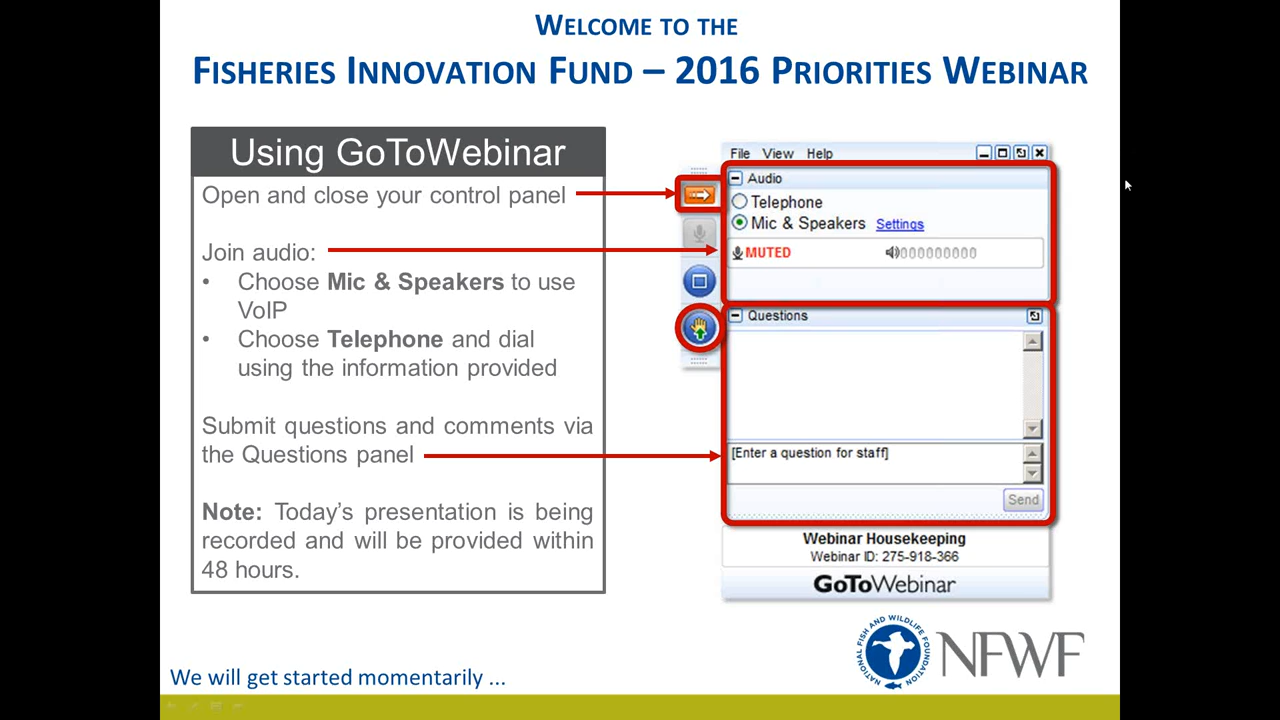 WELCOME TO THE
FISHERIES INNOVATION FUND – 2016 PRIORITIES WEBINAR
Using GoToWebinar
Open and close your control panel
Join audio:
• Choose Mic & Speakers to use
VoIP
• Choose Telephone and dial
using the information provided
Submit questions and comments via
the Questions panel
Note: Today’s presentation is being
recorded and will be provided within
48 hours.
File View Help
Audio
Telephone
Mic & Speakers Settings
MUTED 000000000
Questions
[Enter a question for staff]
Send
Webinar Housekeeping
Webinar ID: 275-918-366
GoToWebinar
NATIONAL FISH AND WILDLIFE FOUNDATION
NFWF
We will get started momentarily ...